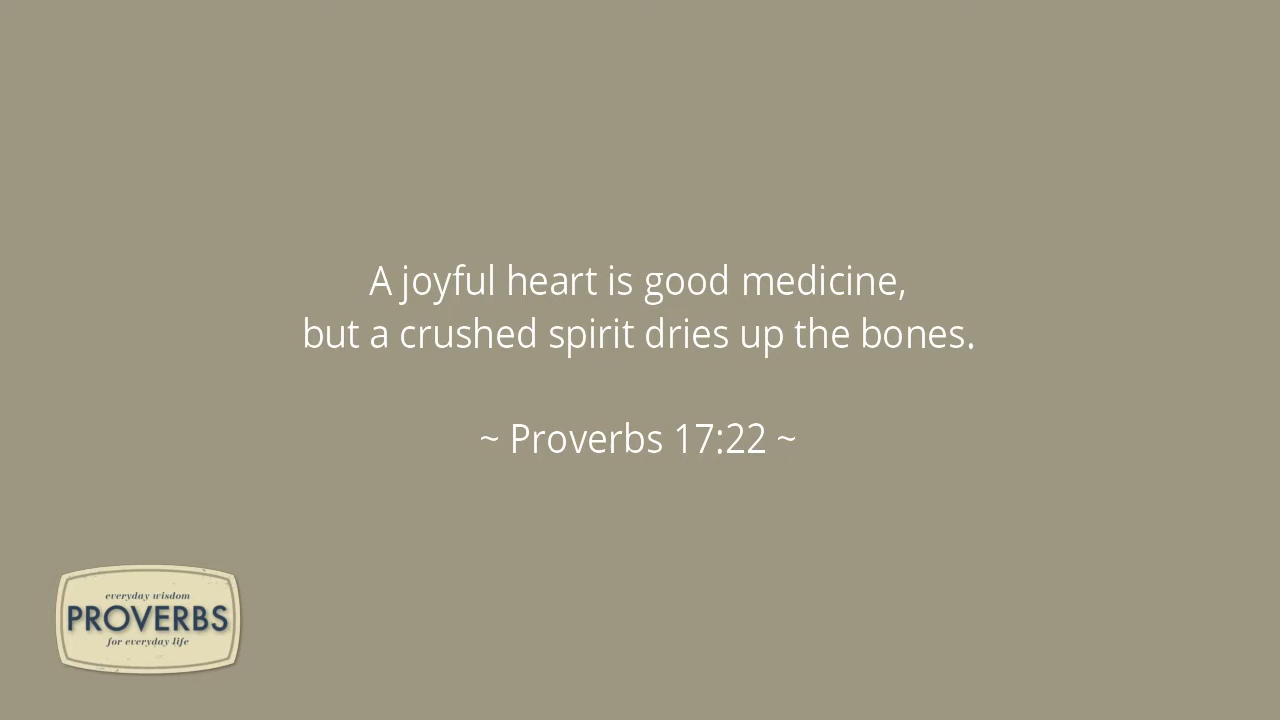 A joyful heart is good medicine,
but a crushed spirit dries up the bones.
~ Proverbs 17:22 ~
everyday wisdom
PROVERBS
for everyday life